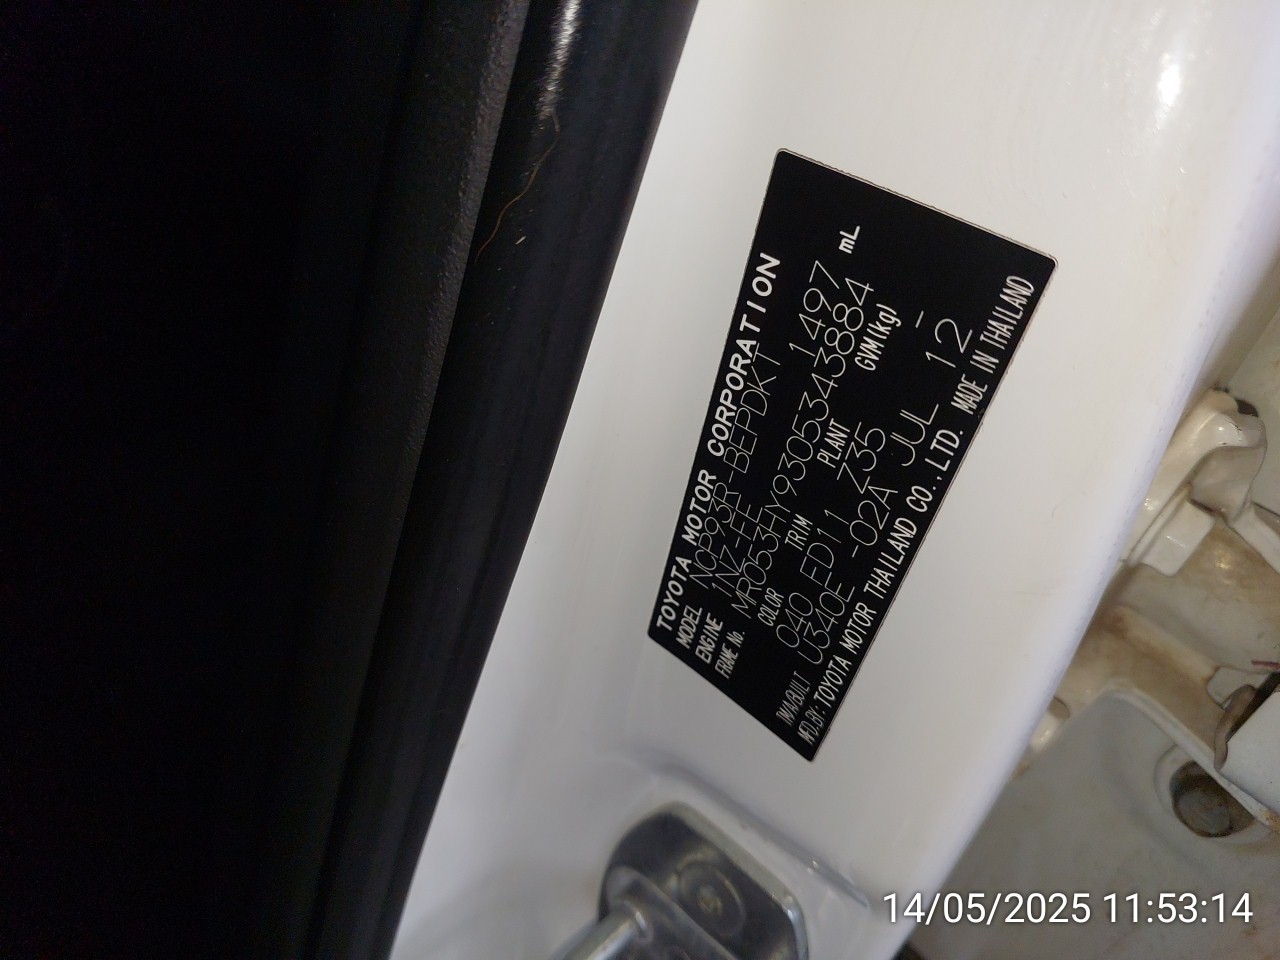 TOYOTA MOTOR CORPORATION
MODEL NCP93R-BEPDKT
ENGINE 1NZ-FE 1497 mL
FRAME No. MR053HY9305343884
COLOR TRIM PLANT GVM(kg)
040 FD11 Z35 -
TM/A/BUILT U340E -02A JUL 12
MFD.BY: TOYOTA MOTOR THAILAND CO.,LTD. MADE IN THAILAND
14/05/2025 11:53:14